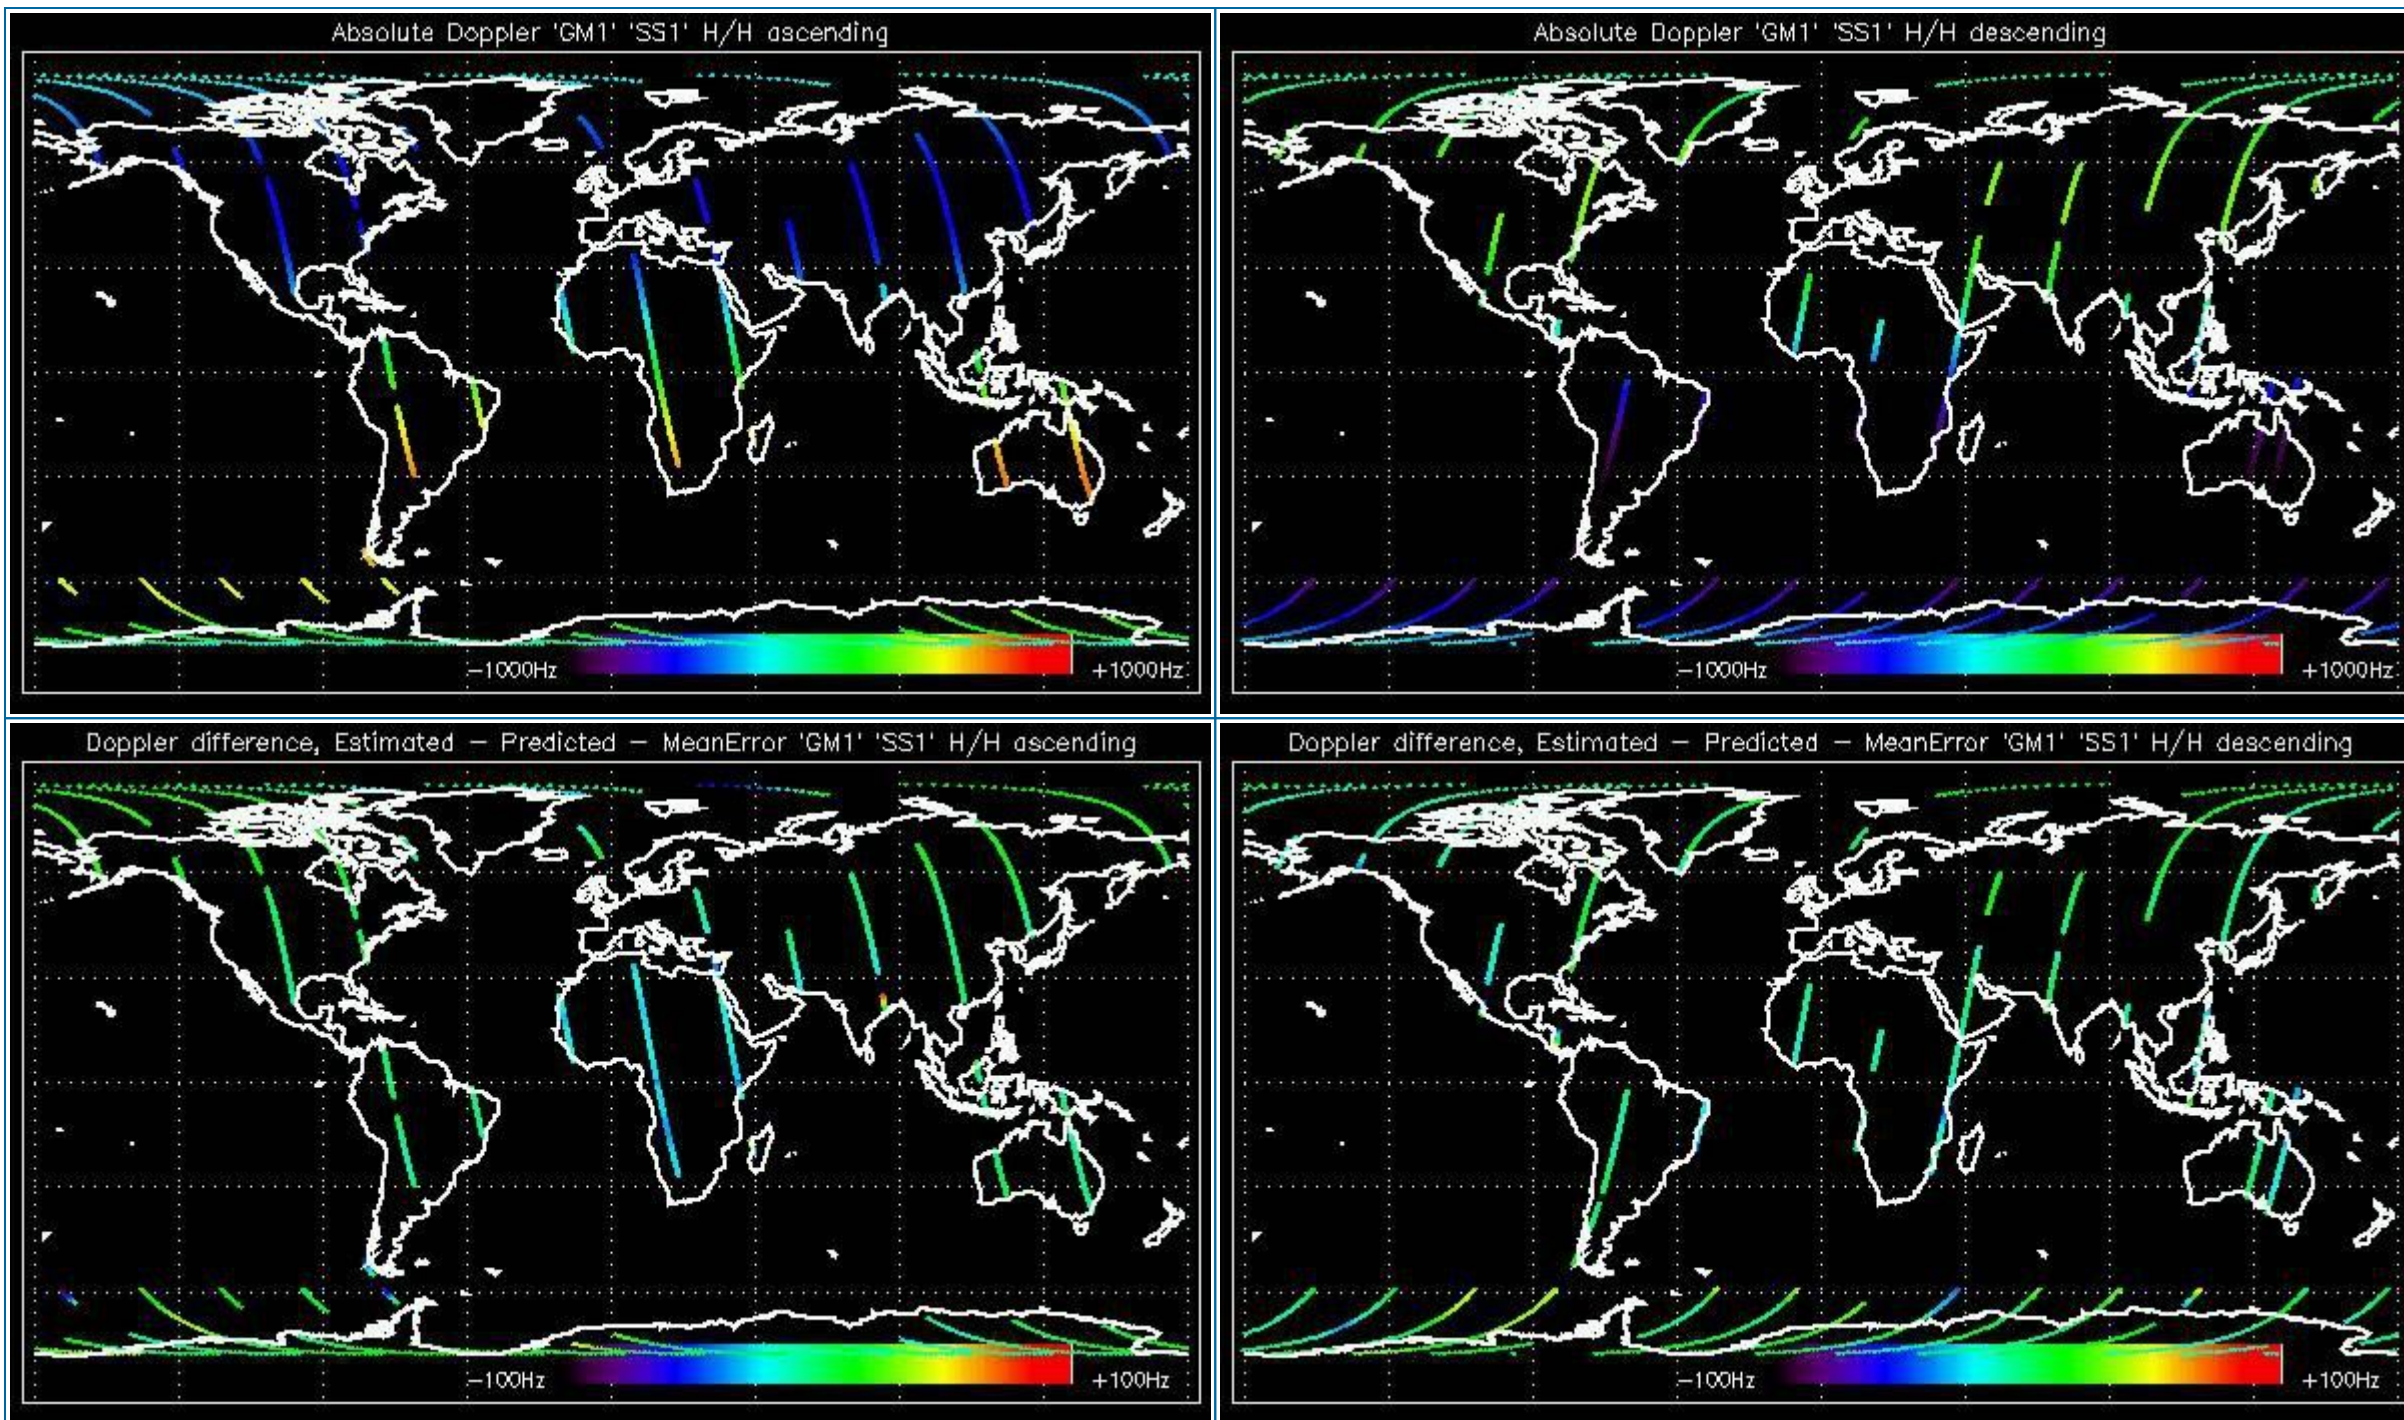 Absolute Doppler 'GM1' 'SS1' H/H ascending
−1000Hz
+1000Hz
Absolute Doppler 'GM1' 'SS1' H/H descending
−1000Hz
+1000Hz
Doppler difference, Estimated − Predicted − MeanError 'GM1' 'SS1' H/H ascending
−100Hz
+100Hz
Doppler difference, Estimated − Predicted − MeanError 'GM1' 'SS1' H/H descending
−100Hz
+100Hz